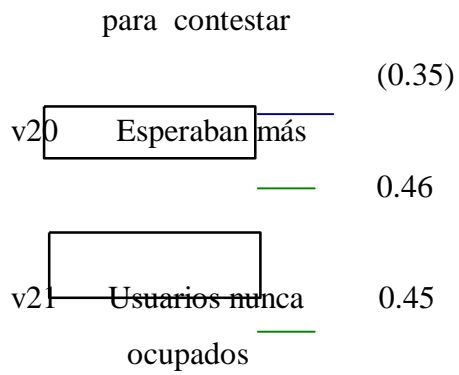 para contestar
(0.35)
v20 Esperaban más
0.46
v21 Usuarios nunca 0.45
ocupados